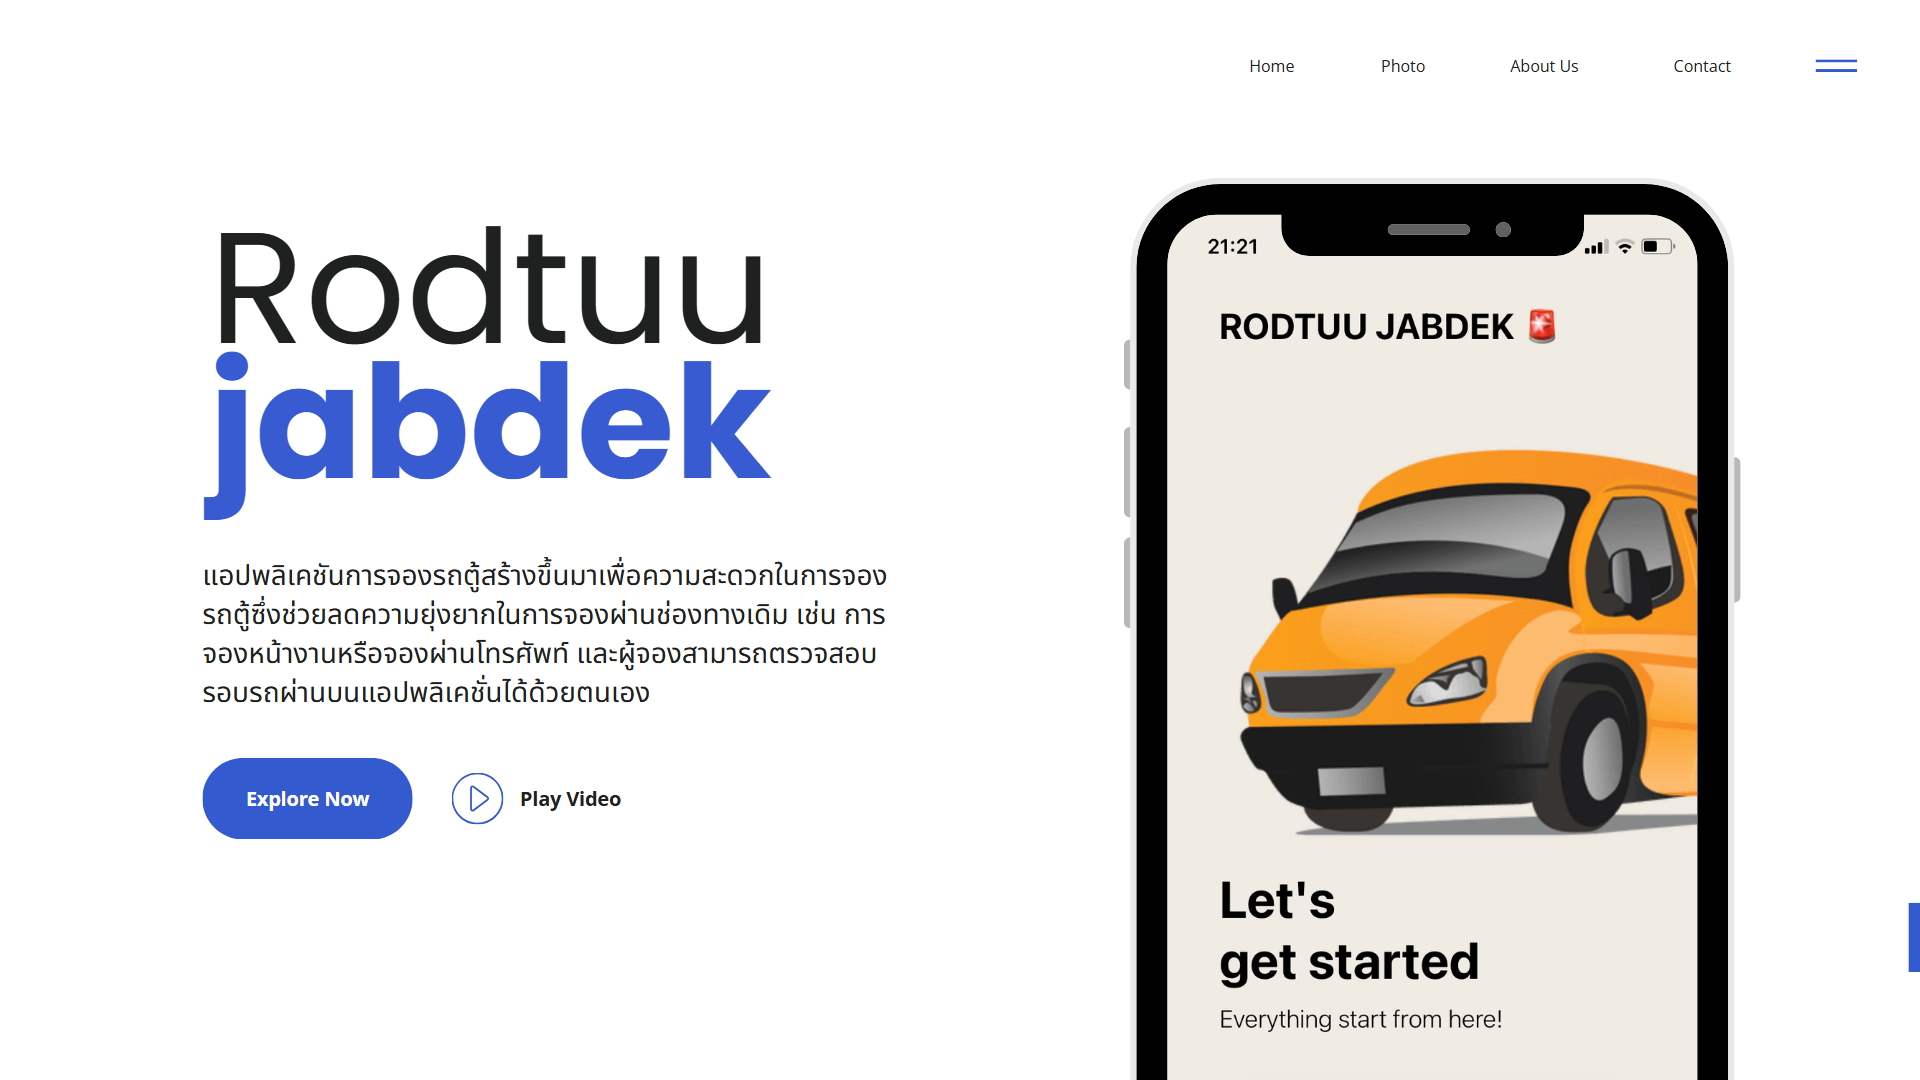 Home Photo About Us Contact
Rodtuu
jabdek
แอปพลิเคชันการจองรถตู้สร้างขึ้นมาเพื่อความสะดวกในการจอง
รถตู้ซึ่งช่วยลดความยุ่งยากในการจองผ่านช่องทางเดิม เช่น การ
จองหน้างานหรือจองผ่านโทรศัพท์ และผู้จองสามารถตรวจสอบ
รอบรถผ่านบนแอปพลิเคชั่นได้ด้วยตนเอง
Explore Now
Play Video
21:21
RODTUU JABDEK 🚨
Let's
get started
Everything start from here!